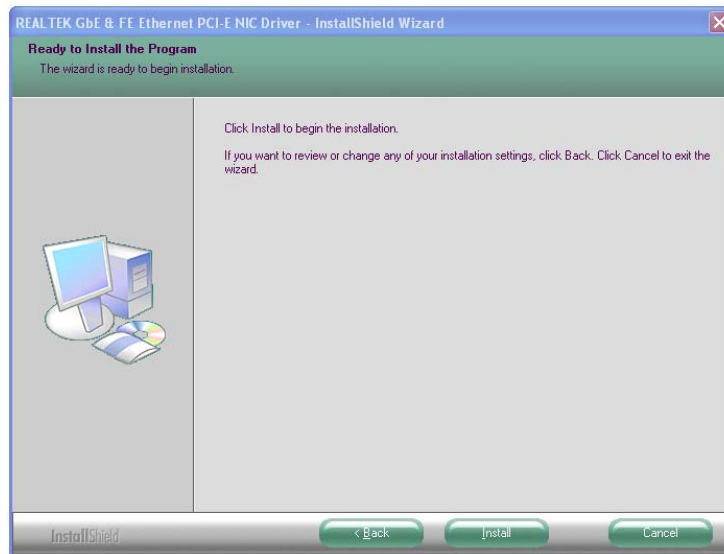 REALTEK GbE & FE Ethernet PCI-E NIC Driver - InstallShield Wizard
Ready to Install the Program
The wizard is ready to begin installation.
Click Install to begin the installation.
If you want to review or change any of your installation settings, click Back. Click Cancel to exit the
wizard.
InstallShield
< Back
Install
Cancel